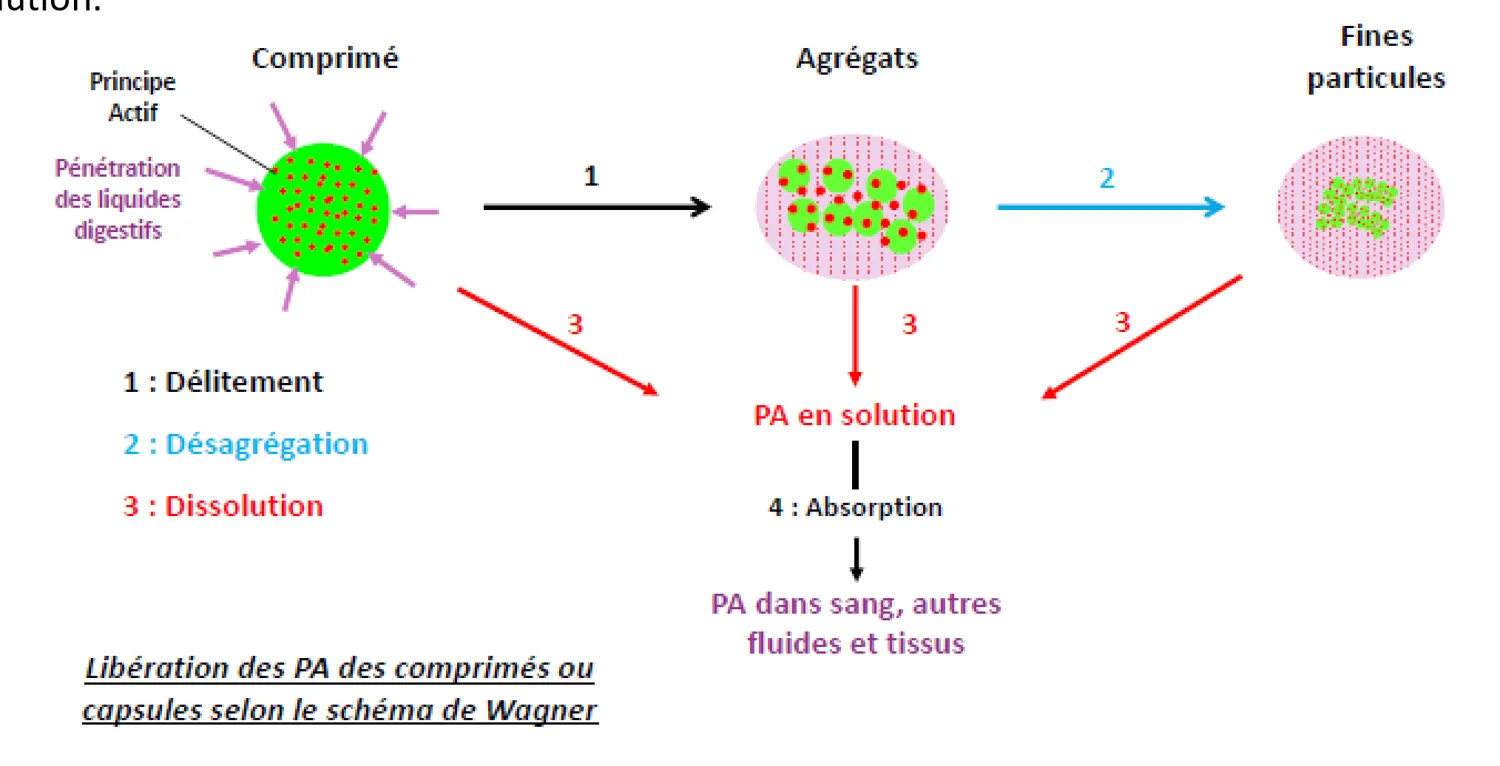 Comprimé
Agrégats
Fines
particules
Principe
Actif
Pénétration
des liquides
digestifs
1
2
3
3
3
1 : Délitement
2 : Désagrégation
3 : Dissolution
PA en solution
4 : Absorption
PA dans sang, autres
fluides et tissus
Libération des PA des comprimés ou
capsules selon le schéma de Wagner